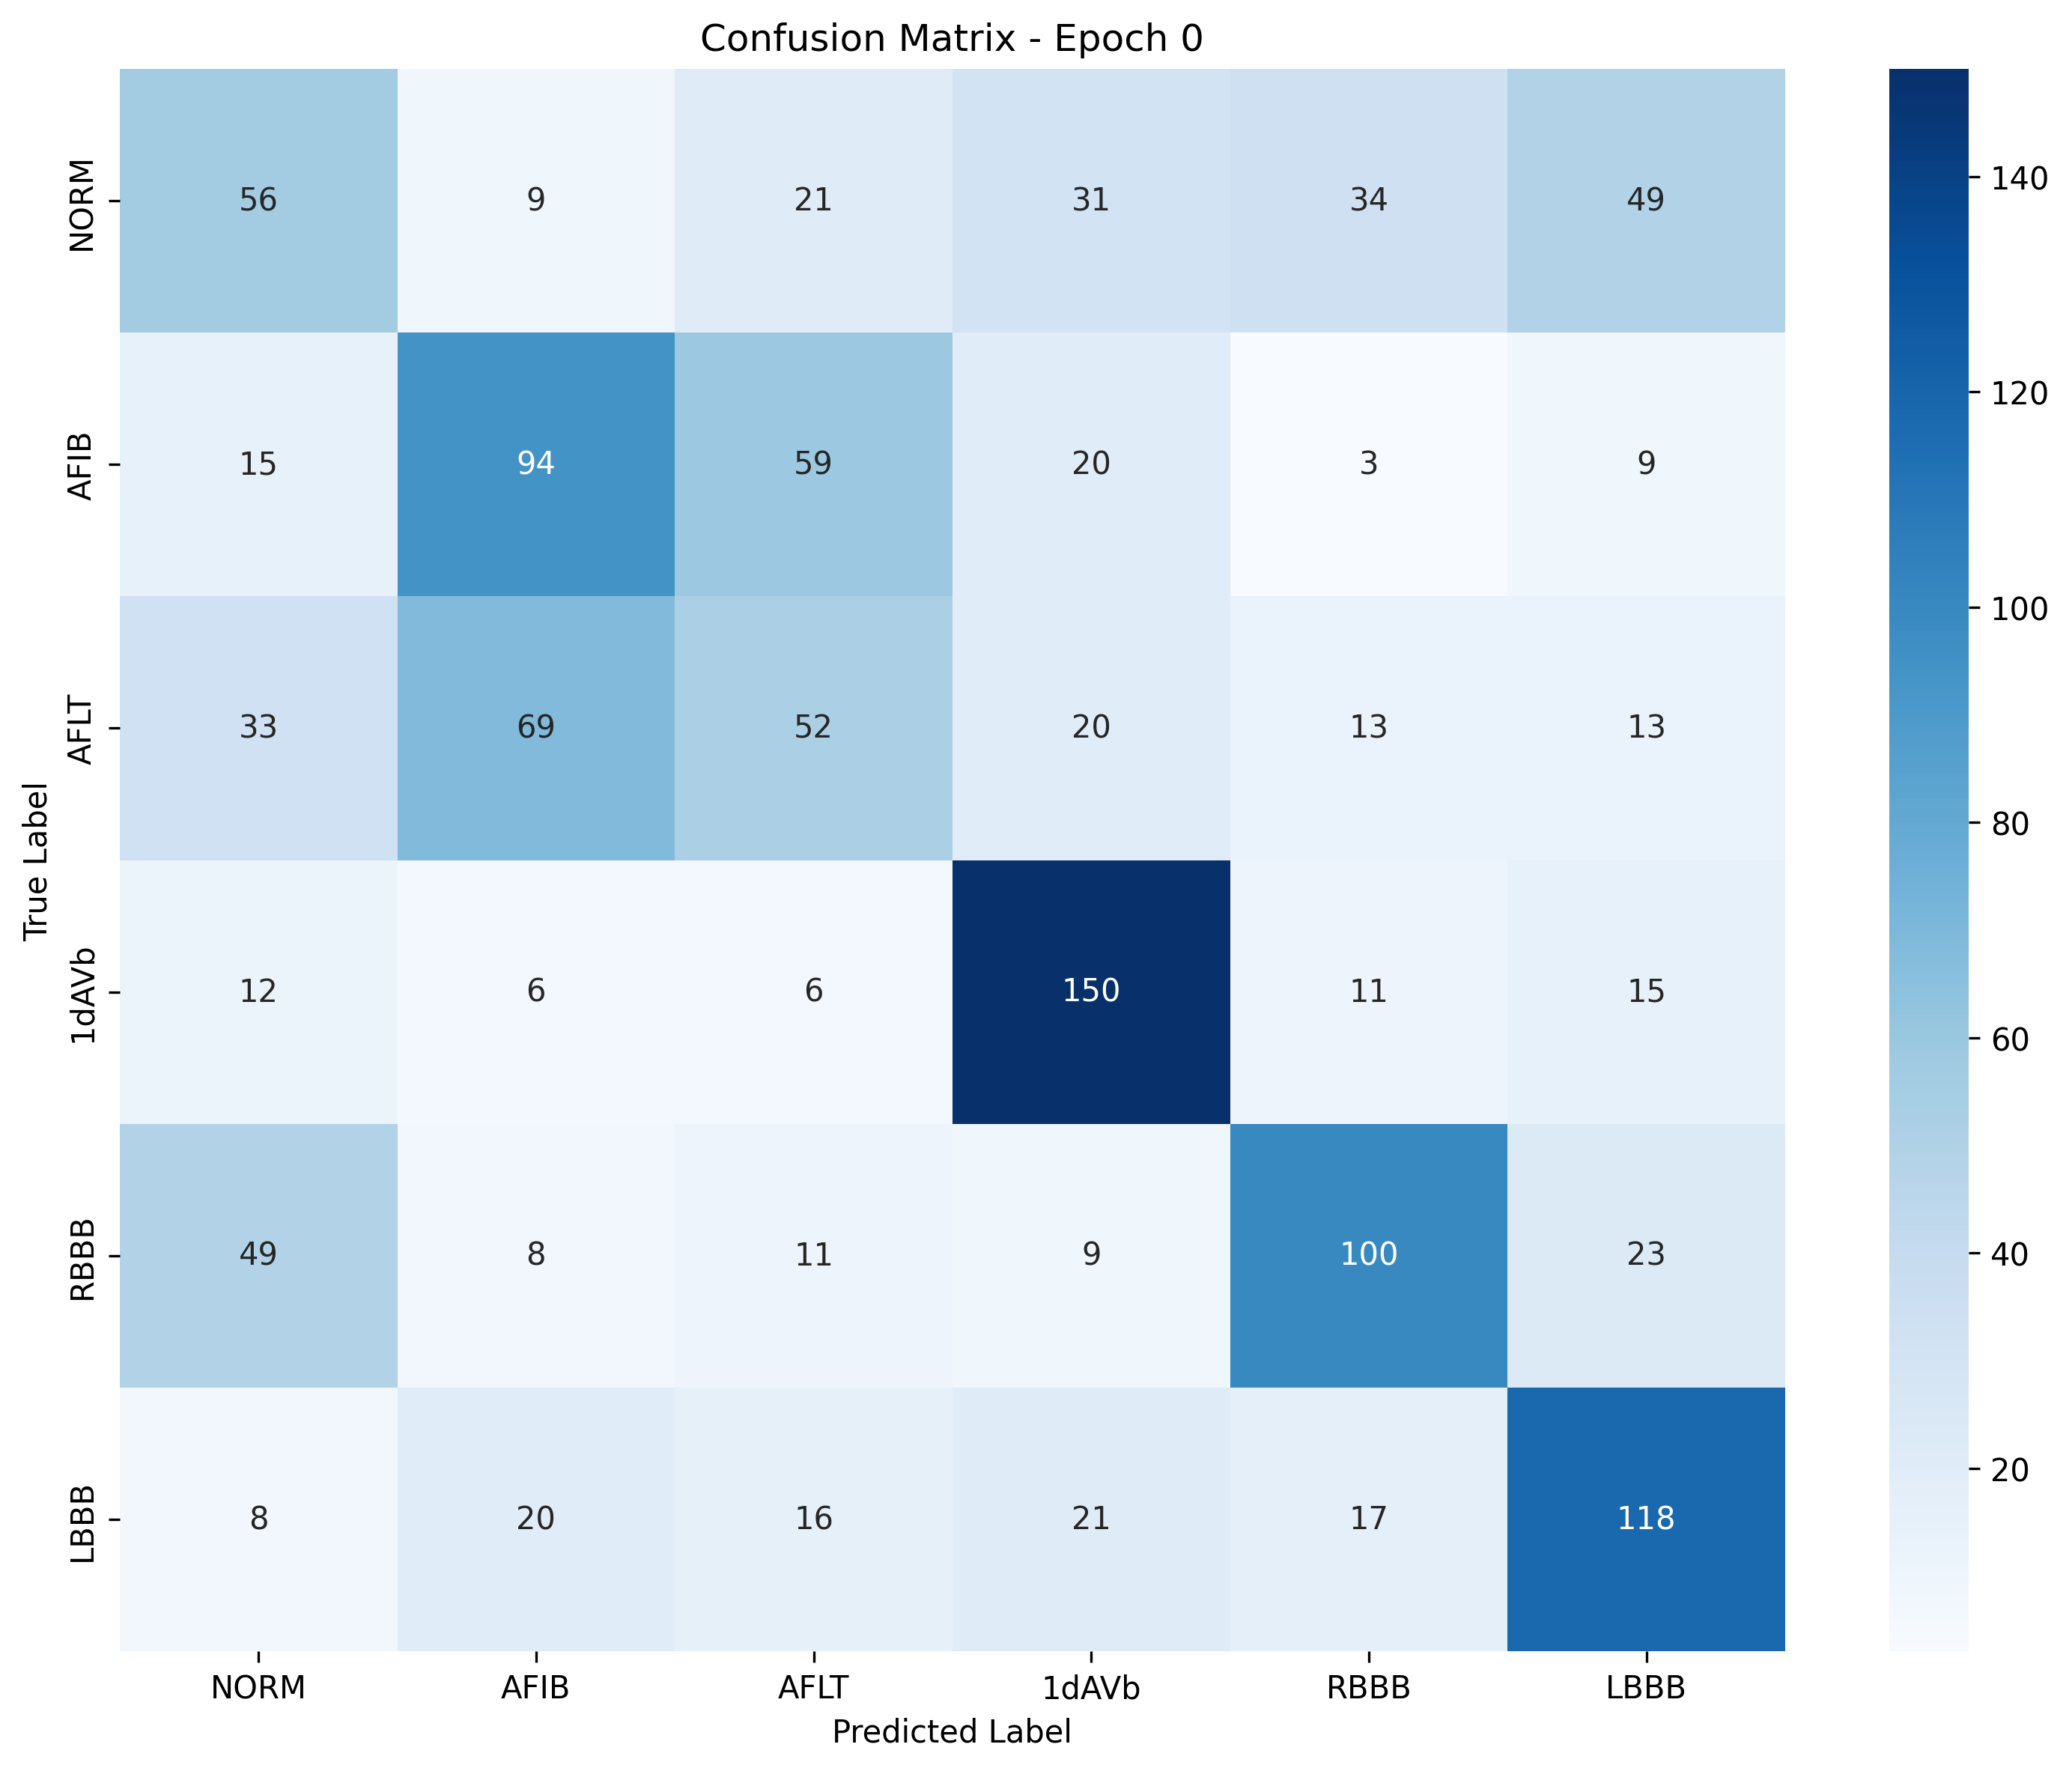 Confusion Matrix - Epoch 0
True Label
NORM 56 9 21 31 34 49
AFIB 15 94 59 20 3 9
AFLT 33 69 52 20 13 13
1dAVb 12 6 6 150 11 15
RBBB 49 8 11 9 100 23
LBBB 8 20 16 21 17 118
NORM AFIB AFLT 1dAVb RBBB LBBB
Predicted Label
140
120
100
80
60
40
20